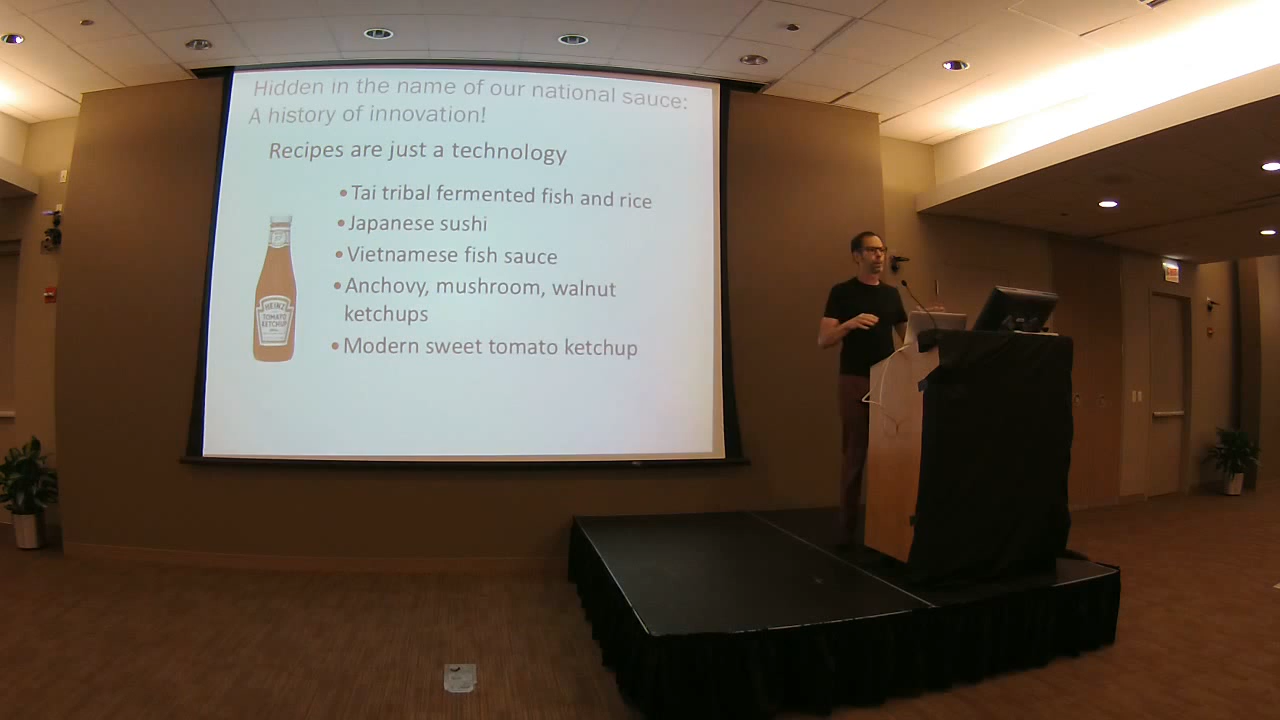 Hidden in the name of our national sauce:
A history of innovation!
Recipes are just a technology
•Tai tribal fermented fish and rice
•Japanese sushi
•Vietnamese fish sauce
•Anchovy, mushroom, walnut
ketchups
•Modern sweet tomato ketchup
HEINZ
TOMATO
KETCHUP